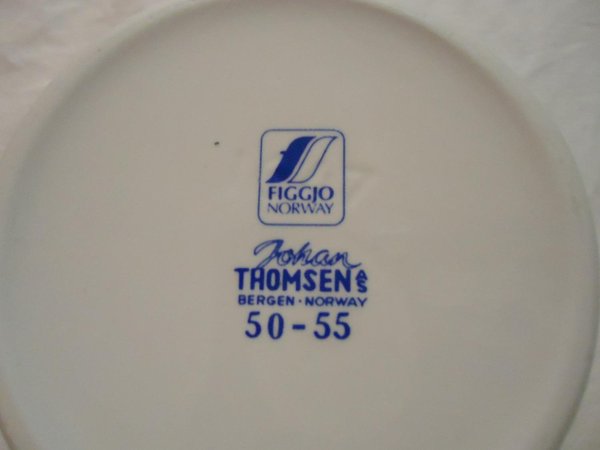 FIGGJO
NORWAY
Johan
THOMSEN A/S
BERGEN · NORWAY
50-55